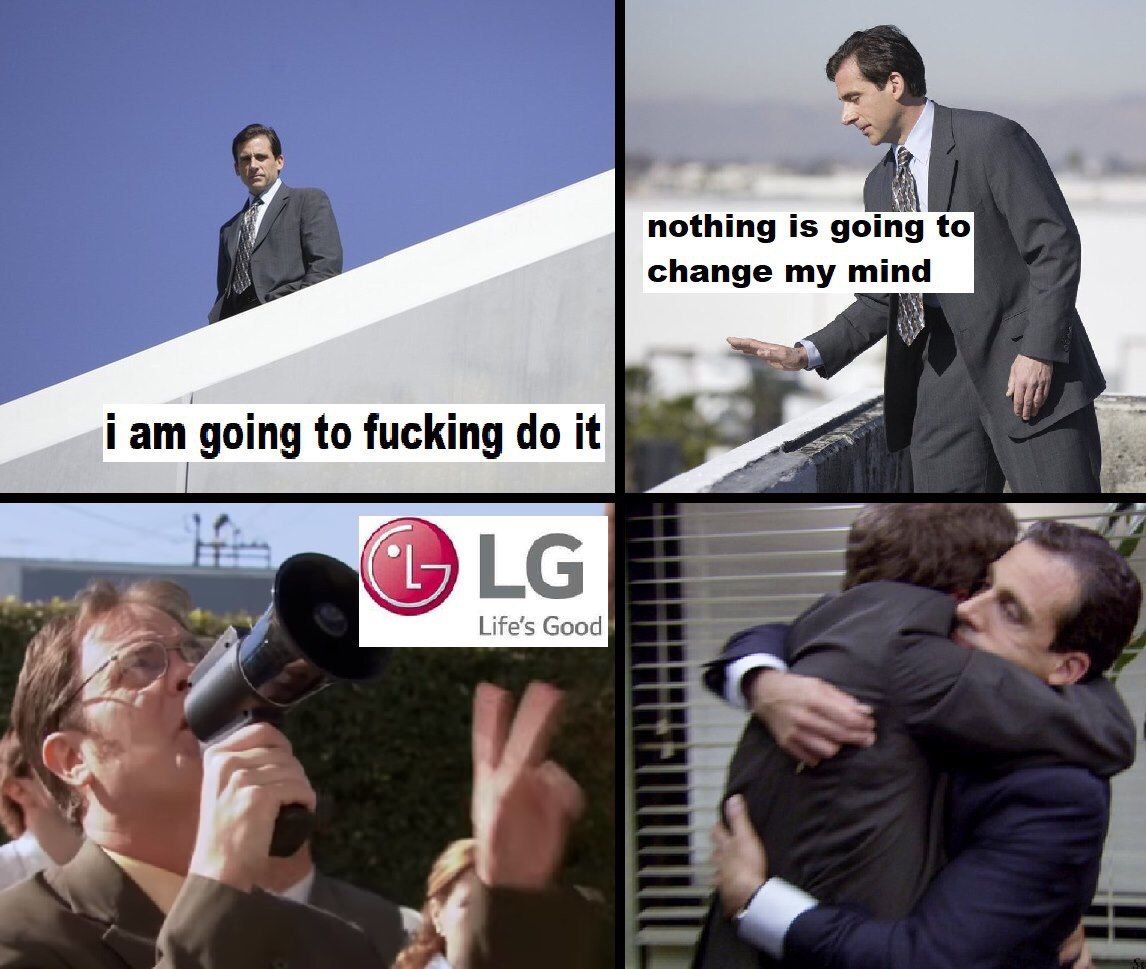 i am going to fucking do it
nothing is going to
change my mind
LG
Life's Good